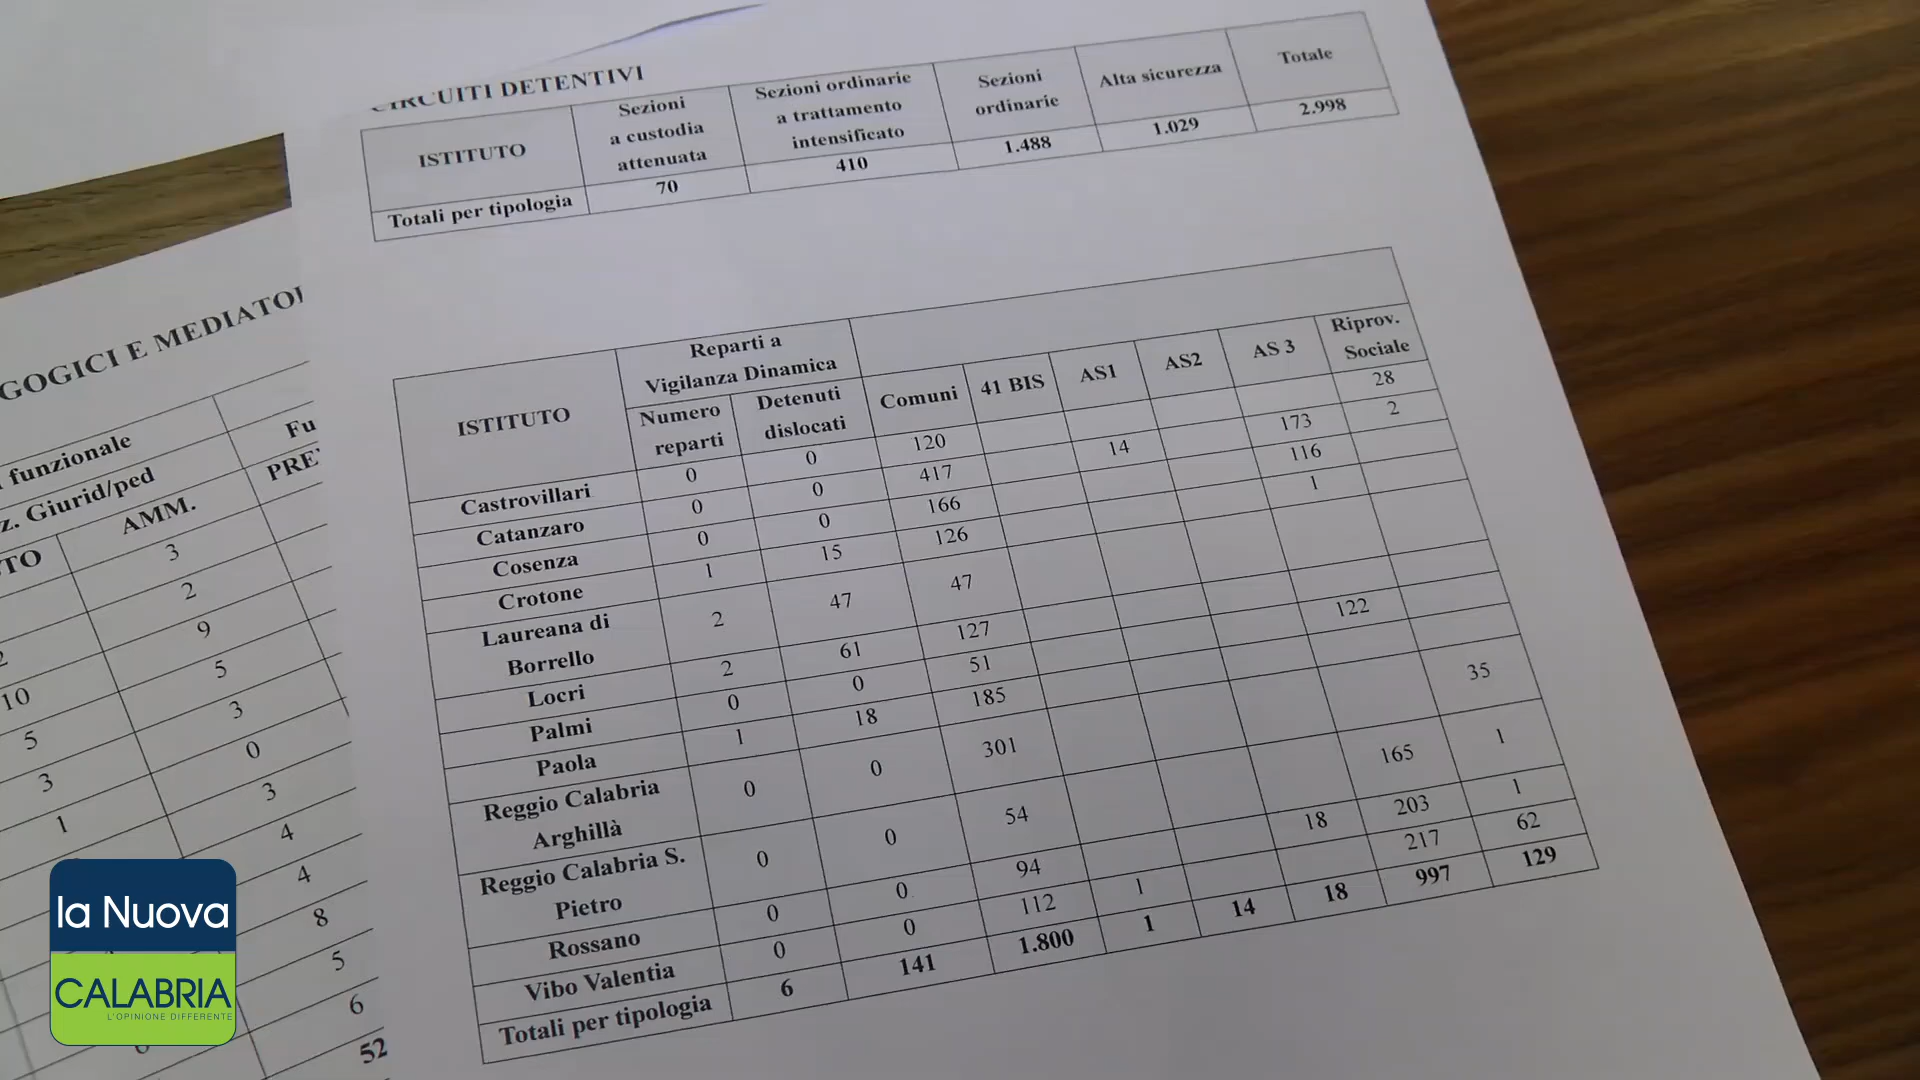 CIRCUITI DETENTIVI
ISTITUTO Sezioni a custodia attenuata Sezioni ordinarie a trattamento intensificato Sezioni ordinarie Alta sicurezza Totale
Totali per tipologia 70 410 1.488 1.029 2.998
ISTITUTO Reparti a Vigilanza Dinamica
Numero reparti Detenuti dislocati Comuni 41 BIS AS1 AS2 AS 3 Riprov. Sociale
Castrovillari 0 0 120 28
Catanzaro 0 0 417 14 173 2
Cosenza 0 0 166 116
Crotone 1 15 126 1
Laureana di Borrello 2 47 47
Locri 2 61 127
Palmi 0 0 51 122
Paola 1 18 185
Reggio Calabria Arghillà 0 0 301 35
Reggio Calabria S. Pietro 0 0 54 165 1
Rossano 0 0 94 18 203 1
Vibo Valentia 0 0 112 1 217 62
Totali per tipologia 6 141 1.800 1 14 18 997 129
GOGICI E MEDIATO
funzionale
Fu
z. Giurid/ped
PRE
TO AMM.
3
2
9
10 5
5 3
3 0
1 3
4
4
8
5
6
52
la Nuova
CALABRIA
L'OPINIONE DIFFERENTE